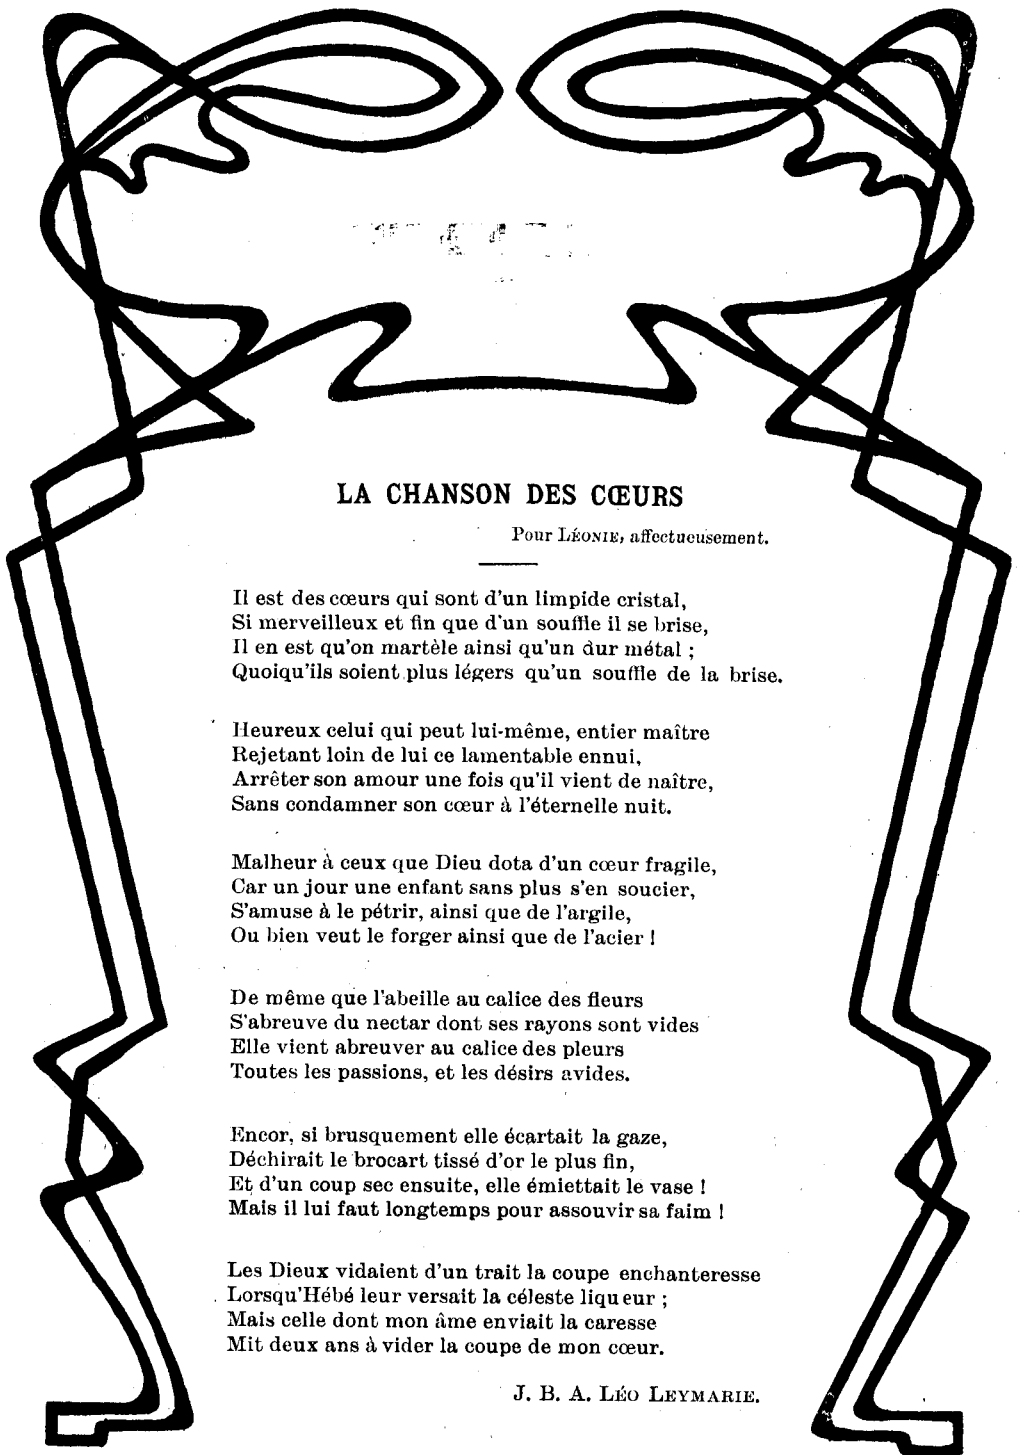 LA CHANSON DES CŒURS
Pour LÉONIE, affectueusement.
Il est des cœurs qui sont d'un limpide cristal,
Si merveilleux et fin que d'un souffle il se brise,
Il en est qu'on martèle ainsi qu'un dur métal ;
Quoiqu'ils soient plus légers qu'un souffle de la brise.
Heureux celui qui peut lui-même, entier maître
Rejetant loin de lui ce lamentable ennui,
Arrêter son amour une fois qu'il vient de naître,
Sans condamner son cœur à l'éternelle nuit.
Malheur à ceux que Dieu dota d'un cœur fragile,
Car un jour une enfant sans plus s'en soucier,
S'amuse à le pétrir, ainsi que de l'argile,
Ou bien veut le forger ainsi que de l'acier !
De même que l'abeille au calice des fleurs
S'abreuve du nectar dont ses rayons sont vides
Elle vient abreuver au calice des pleurs
Toutes les passions, et les désirs avides.
Encor, si brusquement elle écartait la gaze,
Déchirait le brocart tissé d'or le plus fin,
Et d'un coup sec ensuite, elle émiettait le vase !
Mais il lui faut longtemps pour assouvir sa faim !
Les Dieux vidaient d'un trait la coupe enchanteresse
Lorsqu'Hébé leur versait la céleste liqueur ;
Mais celle dont mon âme enviait la caresse
Mit deux ans à vider la coupe de mon cœur.
J. B. A. LÉO LEYMARIE.